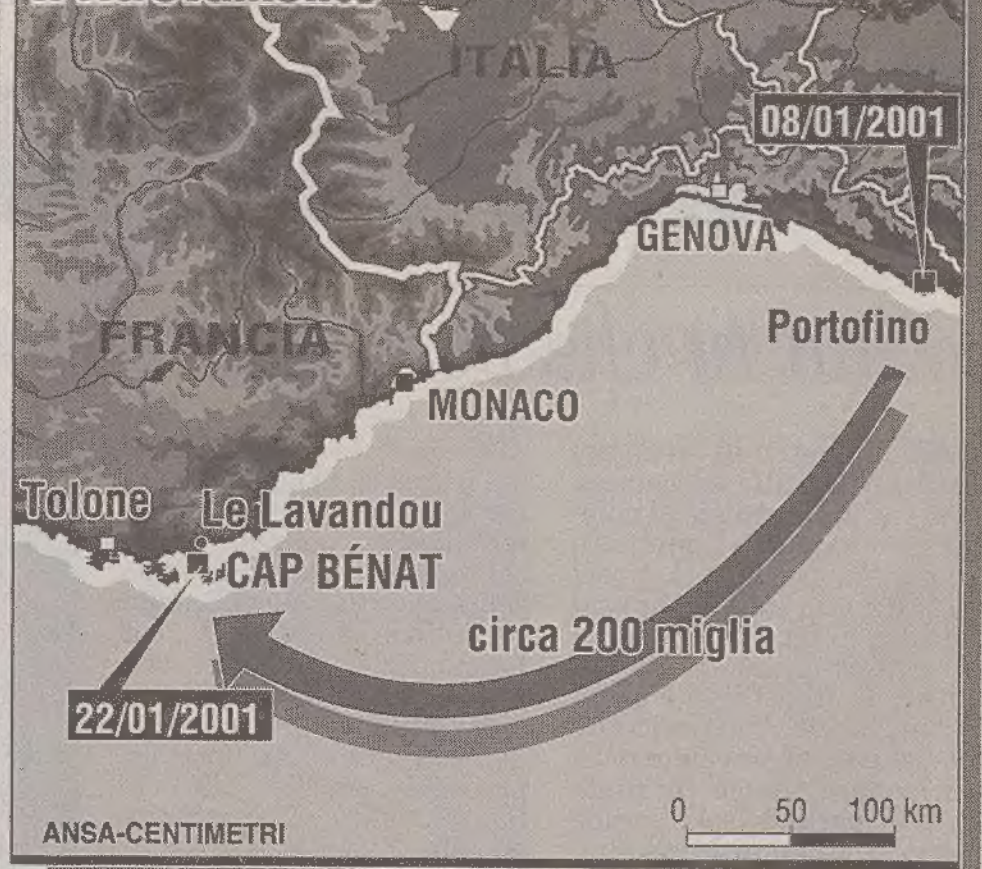 ITALIA
08/01/2001
GENOVA
Portofino
FRANCIA
MONACO
Tolone
Le Lavandou
CAP BÉNAT
circa 200 miglia
22/01/2001
0 50 100 km
ANSA-CENTIMETRI